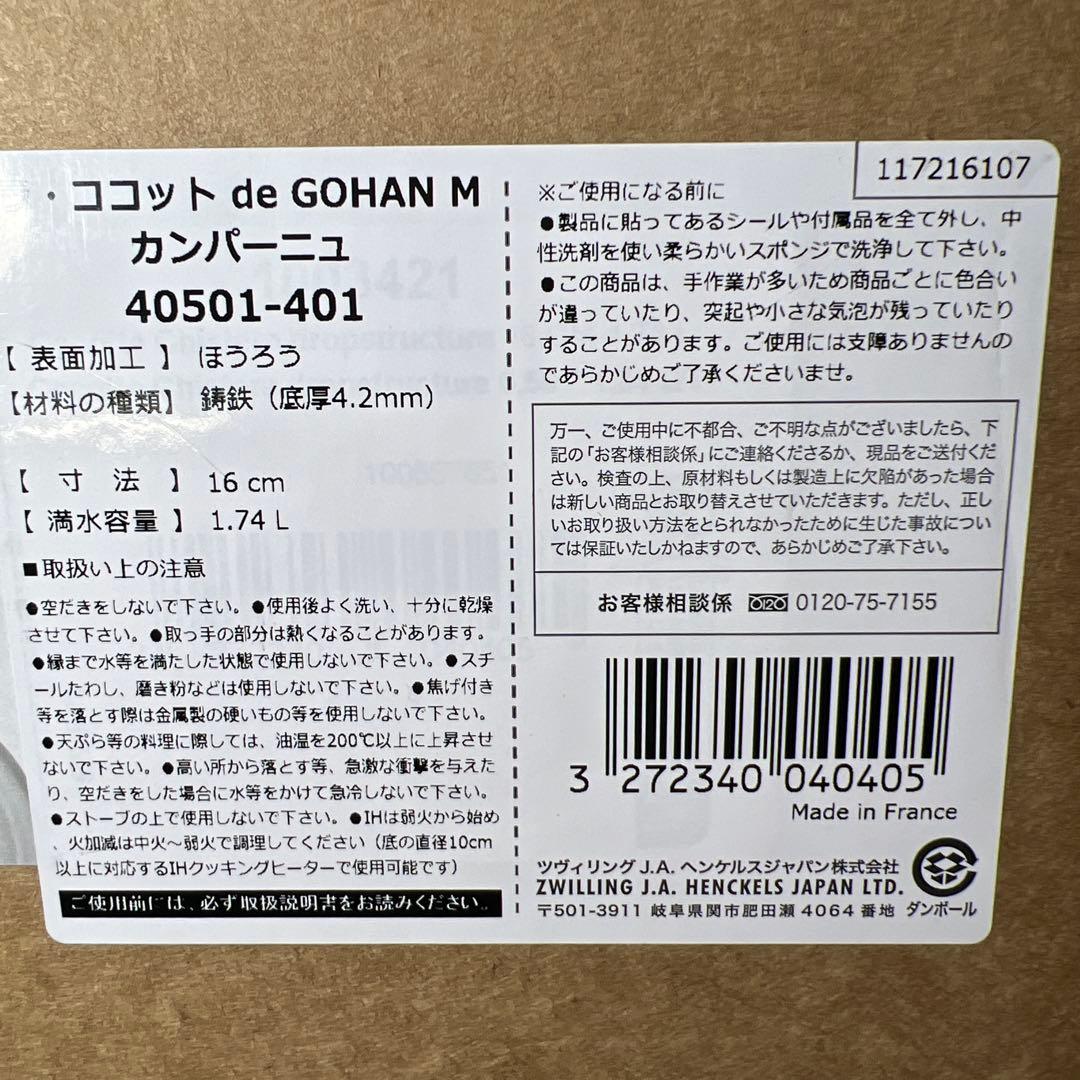 ・ココット de GOHAN M
カンパーニュ
40501-401
【 表面加工 】 ほうろう
【材料の種類】 鋳鉄（底厚4.2mm）
【 寸 法 】 16 cm
【 満水容量 】 1.74 L
■取扱い上の注意
●空だきをしないで下さい。●使用後よく洗い、十分に乾燥
させて下さい。●取っ手の部分は熱くなることがあります。
●縁まで水等を満たした状態で使用しないで下さい。●スチ
ールたわし、磨き粉などは使用しないで下さい。●焦げ付き
等を落とす際は金属製の硬いもの等を使用しないで下さい。
●天ぷら等の料理に際しては、油温を200℃以上に上昇させ
ないで下さい。●高い所から落とす等、急激な衝撃を与えた
り、空だきをした場合に水等をかけて急冷しないで下さい。
●ストーブの上で使用しないで下さい。●IHは弱火から始め
、火加減は中火～弱火で調理してください（底の直径10cm
以上に対応するIHクッキングヒーターで使用可能です）
ご使用前には、必ず取扱説明書をお読みください。
117216107
※ご使用になる前に
●製品に貼ってあるシールや付属品を全て外し、中
性洗剤を使い柔らかいスポンジで洗浄して下さい。
●この商品は、手作業が多いため商品ごとに色合い
が違っていたり、突起や小さな気泡が残っていたり
することがあります。ご使用には支障ありませんの
であらかじめご了承くださいませ。
万一、ご使用中に不都合、ご不明な点がございましたら、下
記の「お客様相談係」にご連絡くださるか、現品をご送付くださ
い。検査の上、原材料もしくは製造上に欠陥があった場合
は新しい商品とお取り替えさせていただきます。ただし、正し
いお取り扱い方法をとられなかったために生じた事故につい
ては保証いたしかねますので、あらかじめご了承下さい。
お客様相談係 0120-75-7155
3 272340 040405
Made in France
ツヴィリング J.A. ヘンケルスジャパン株式会社
ZWILLING J.A. HENCKELS JAPAN LTD.
〒501-3911 岐阜県関市肥田瀬 4064 番地
ダンボール